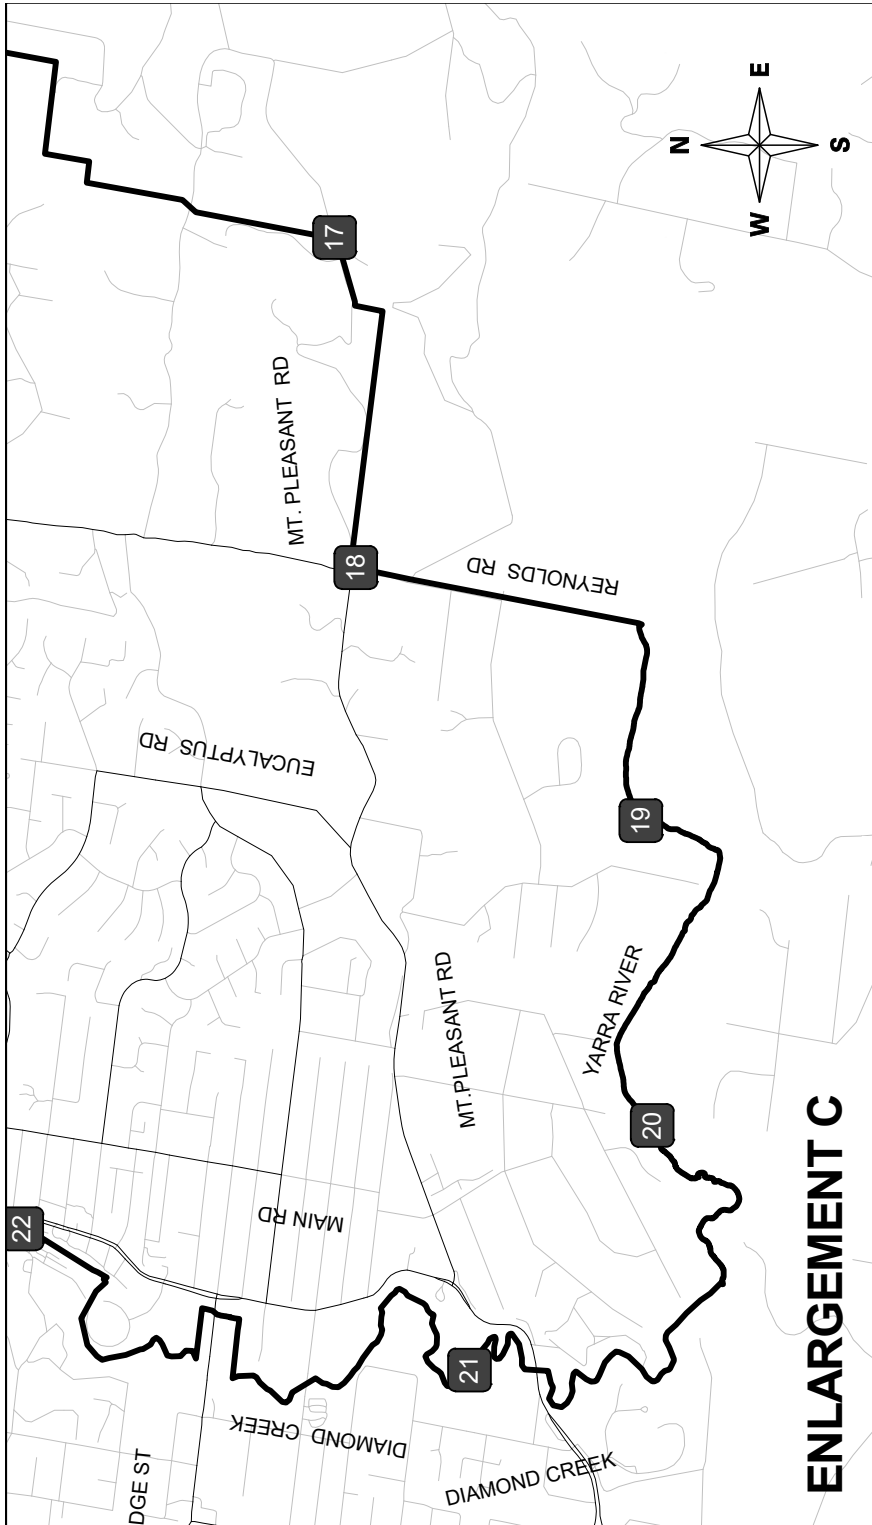 E
N
S
W
17
MT. PLEASANT RD
18
REYNOLDS RD
EUCALYPTUS RD
19
MT.PLEASANT RD
YARRA RIVER
20
22
MAIN RD
21
DIAMOND CREEK
DIAMOND CREEK
DGE ST
ENLARGEMENT C